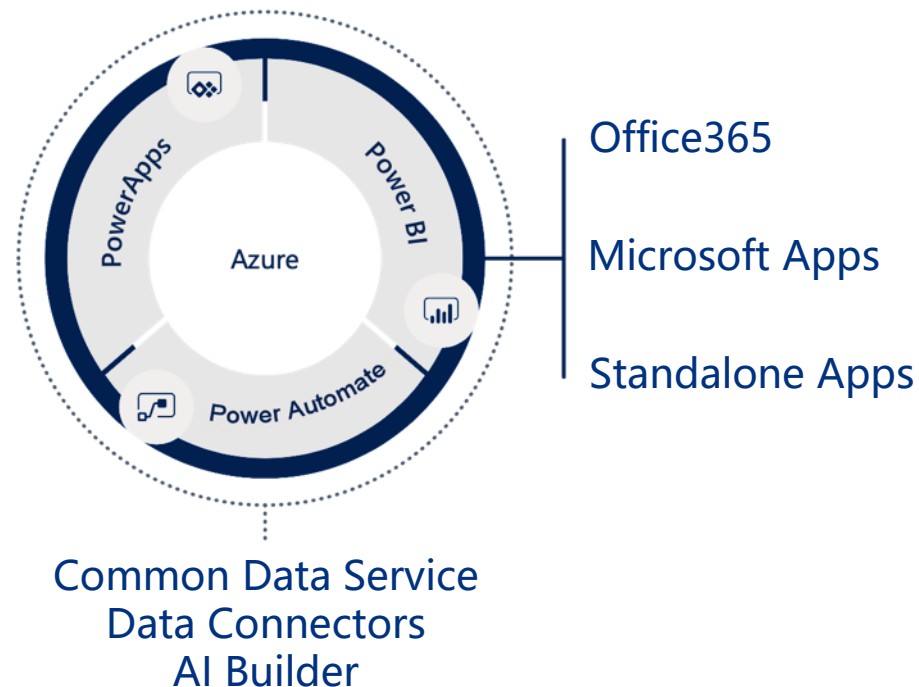 PowerApps
Power BI
Azure
Power Automate
Office365
Microsoft Apps
Standalone Apps
Common Data Service
Data Connectors
AI Builder